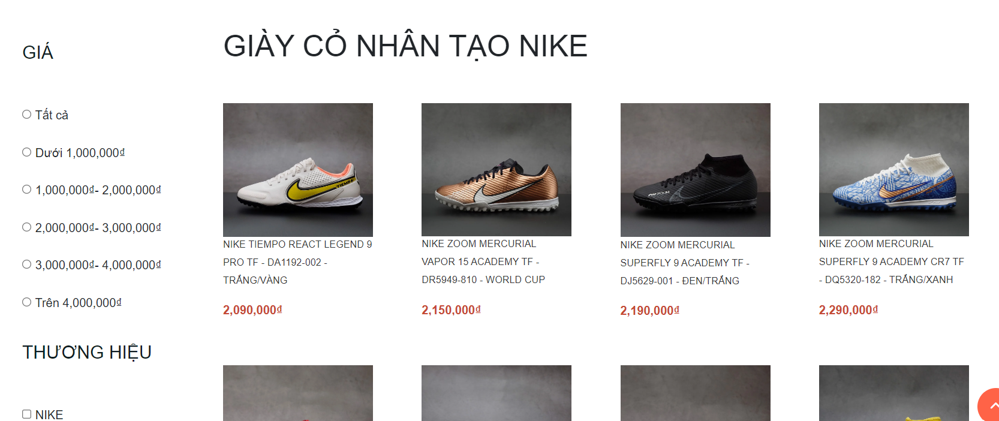 GIÁ
Tất cả
Dưới 1,000,000₫
1,000,000₫- 2,000,000₫
2,000,000₫- 3,000,000₫
3,000,000₫- 4,000,000₫
Trên 4,000,000₫
THƯƠNG HIỆU
NIKE
GIÀY CỎ NHÂN TẠO NIKE
TIEMPO
NIKE TIEMPO REACT LEGEND 9
PRO TF - DA1192-002 -
TRẮNG/VÀNG
2,090,000₫
NIKE ZOOM MERCURIAL
VAPOR 15 ACADEMY TF -
DR5949-810 - WORLD CUP
2,150,000₫
ZOOM
NIKE ZOOM MERCURIAL
SUPERFLY 9 ACADEMY TF -
DJ5629-001 - ĐEN/TRẮNG
2,190,000₫
NIKE ZOOM MERCURIAL
SUPERFLY 9 ACADEMY CR7 TF
- DQ5320-182 - TRẮNG/XANH
2,290,000₫